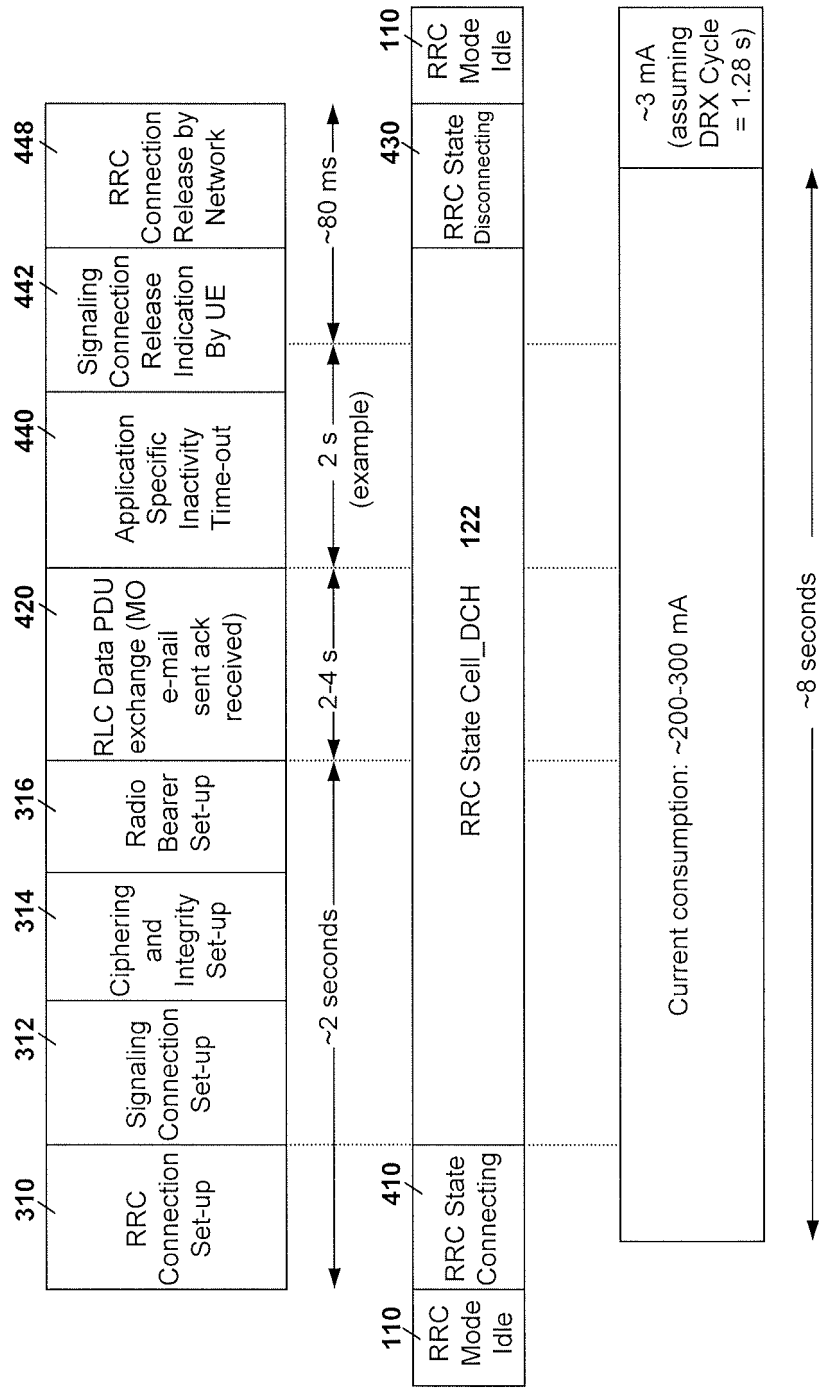 310
RRC
Connection
Set-up
312
Signaling
Connection
Set-up
314
Ciphering
and
Integrity
Set-up
316
Radio
Bearer
Set-up
420
RLC Data PDU
exchange (MO
e-mail
sent ack
received)
440
Application
Specific
Inactivity
Time-out
442
Signaling
Connection
Release
Indication
By UE
448
RRC
Connection
Release by
Network
~2 seconds
2-4 s
2 s
(example)
~80 ms
110
RRC
Mode
Idle
410
RRC State
Connecting
RRC State Cell_DCH 122
430
RRC State
Disconnecting
110
RRC
Mode
Idle
Current consumption: ~200-300 mA
~3 mA
(assuming
DRX Cycle
= 1.28 s)
~8 seconds